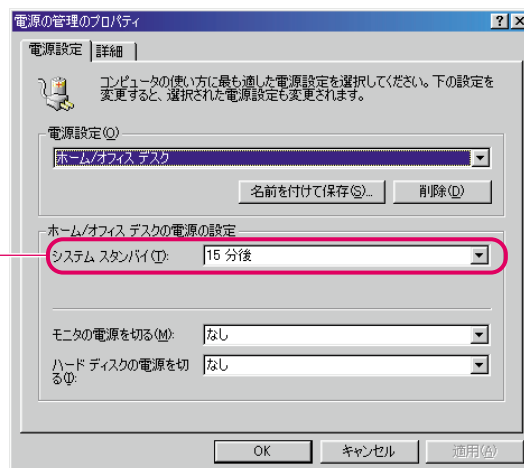 電源の管理のプロパティ
電源設定
詳細
コンピュータの使い方に最も適した電源設定を選択してください。下の設定を
変更すると、選択された電源設定も変更されます。
電源設定(O)
ホーム/オフィス デスク
名前を付けて保存(S)...
削除(D)
ホーム/オフィス デスクの電源の設定
システム スタンバイ(T):
15 分後
モニタの電源を切る(M):
なし
ハード ディスクの電源を切
る(I):
なし
OK
キャンセル
適用(A)